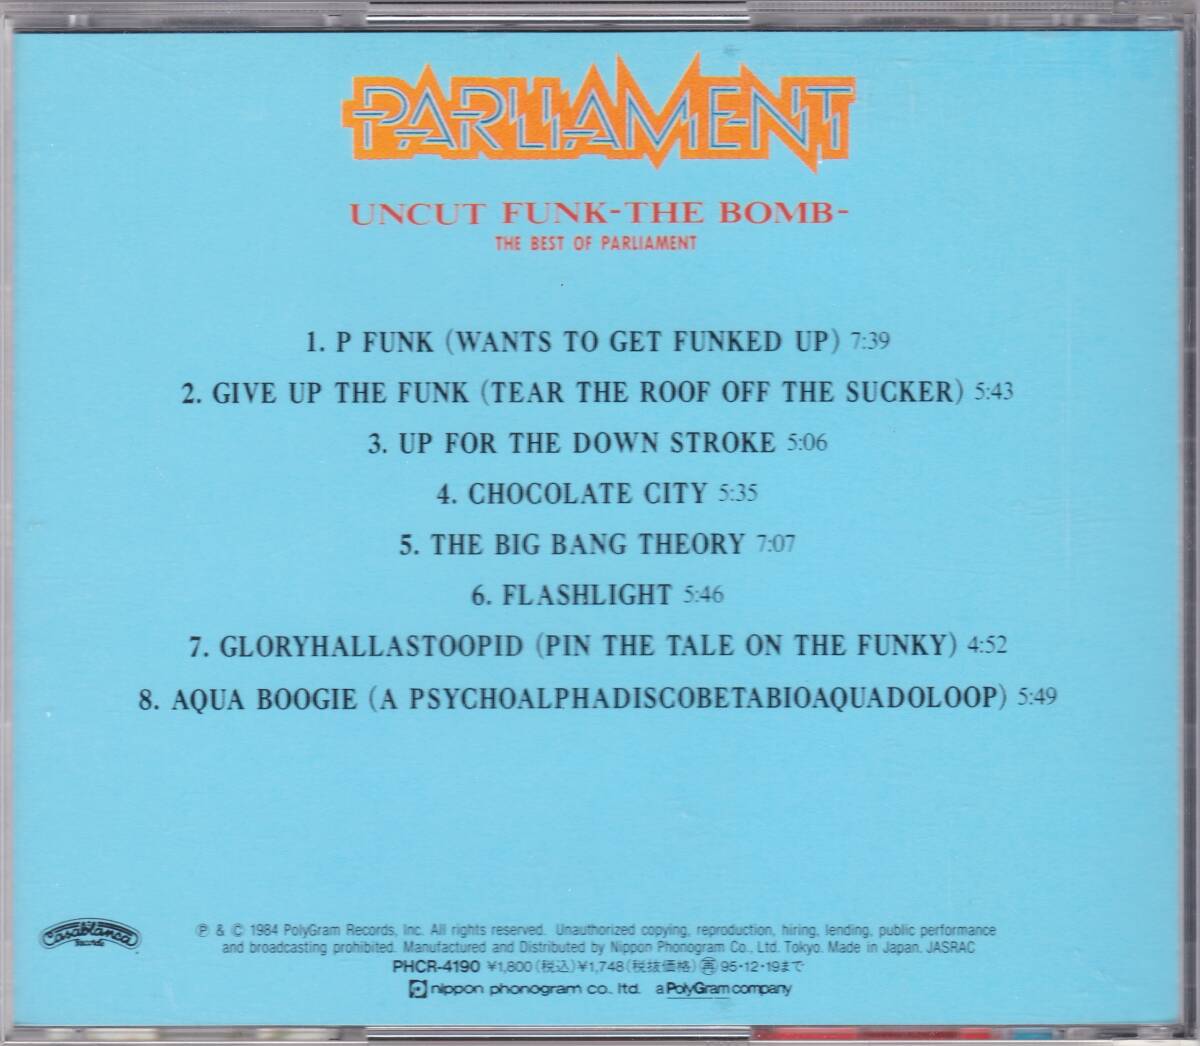 PARLIAMENT
UNCUT FUNK-THE BOMB-
THE BEST OF PARLIAMENT
1. P FUNK (WANTS TO GET FUNKED UP) 7:39
2. GIVE UP THE FUNK (TEAR THE ROOF OFF THE SUCKER) 5:43
3. UP FOR THE DOWN STROKE 5:06
4. CHOCOLATE CITY 5:35
5. THE BIG BANG THEORY 7:07
6. FLASHLIGHT 5:46
7. GLORYHALLASTOOPID (PIN THE TALE ON THE FUNKY) 4:52
8. AQUA BOOGIE (A PSYCHOALPHADISCOBETABIOAQUADOLOOP) 5:49
Casablanca
Records
℗ & © 1984 PolyGram Records, Inc. All rights reserved. Unauthorized copying, reproduction, hiring, lending, public performance
and broadcasting prohibited. Manufactured and Distributed by Nippon Phonogram Co., Ltd. Tokyo. Made in Japan. JASRAC
PHCR-4190 ¥1,800(税込)¥1,748(税抜価格)㊢95·12·19まで
nippon phonogram co., ltd. a PolyGram company